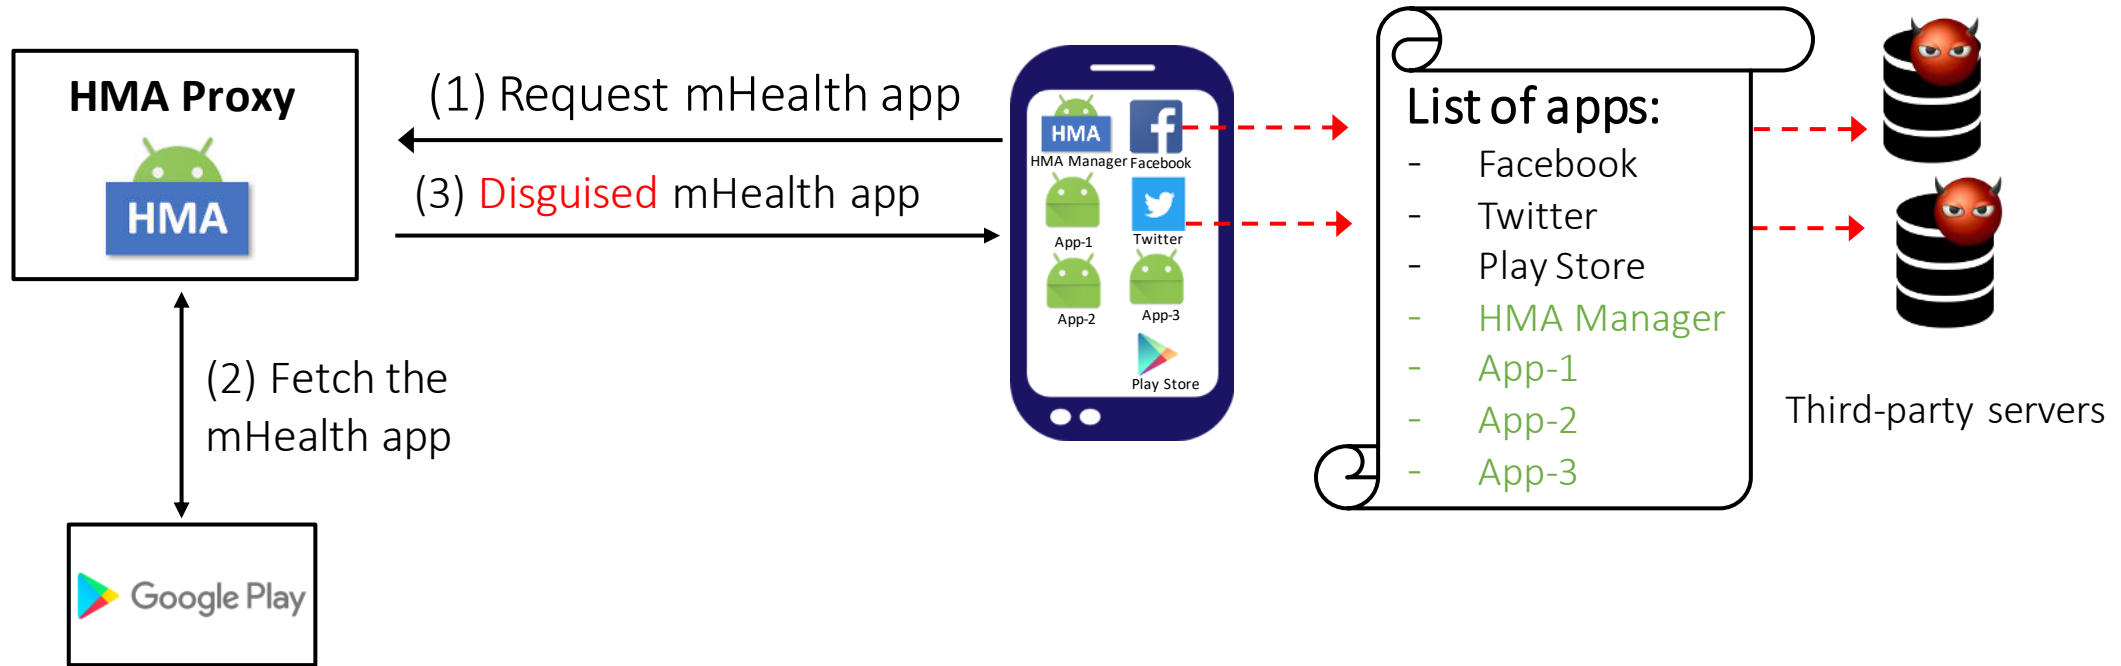 HMA Proxy
HMA
(1) Request mHealth app
(3) Disguised mHealth app
(2) Fetch the
mHealth app
Google Play
HMA
HMA Manager
Facebook
App-1
Twitter
App-2
App-3
Play Store
List of apps:
- Facebook
- Twitter
- Play Store
- HMA Manager
- App-1
- App-2
- App-3
Third-party servers